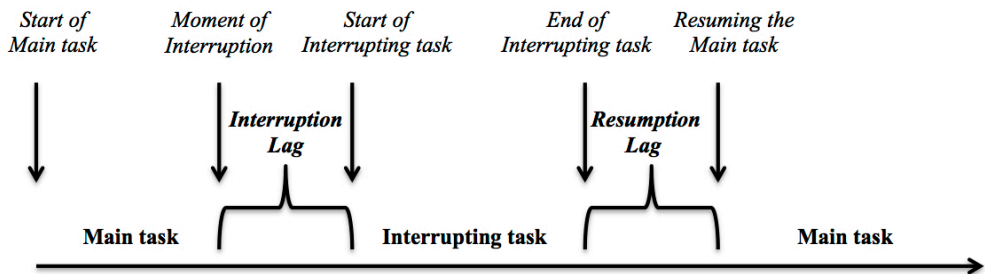 Start of
Main task
Moment of
Interruption
Start of
Interrupting task
End of
Interrupting task
Resuming the
Main task
Interruption
Lag
Resumption
Lag
Main task
Interrupting task
Main task